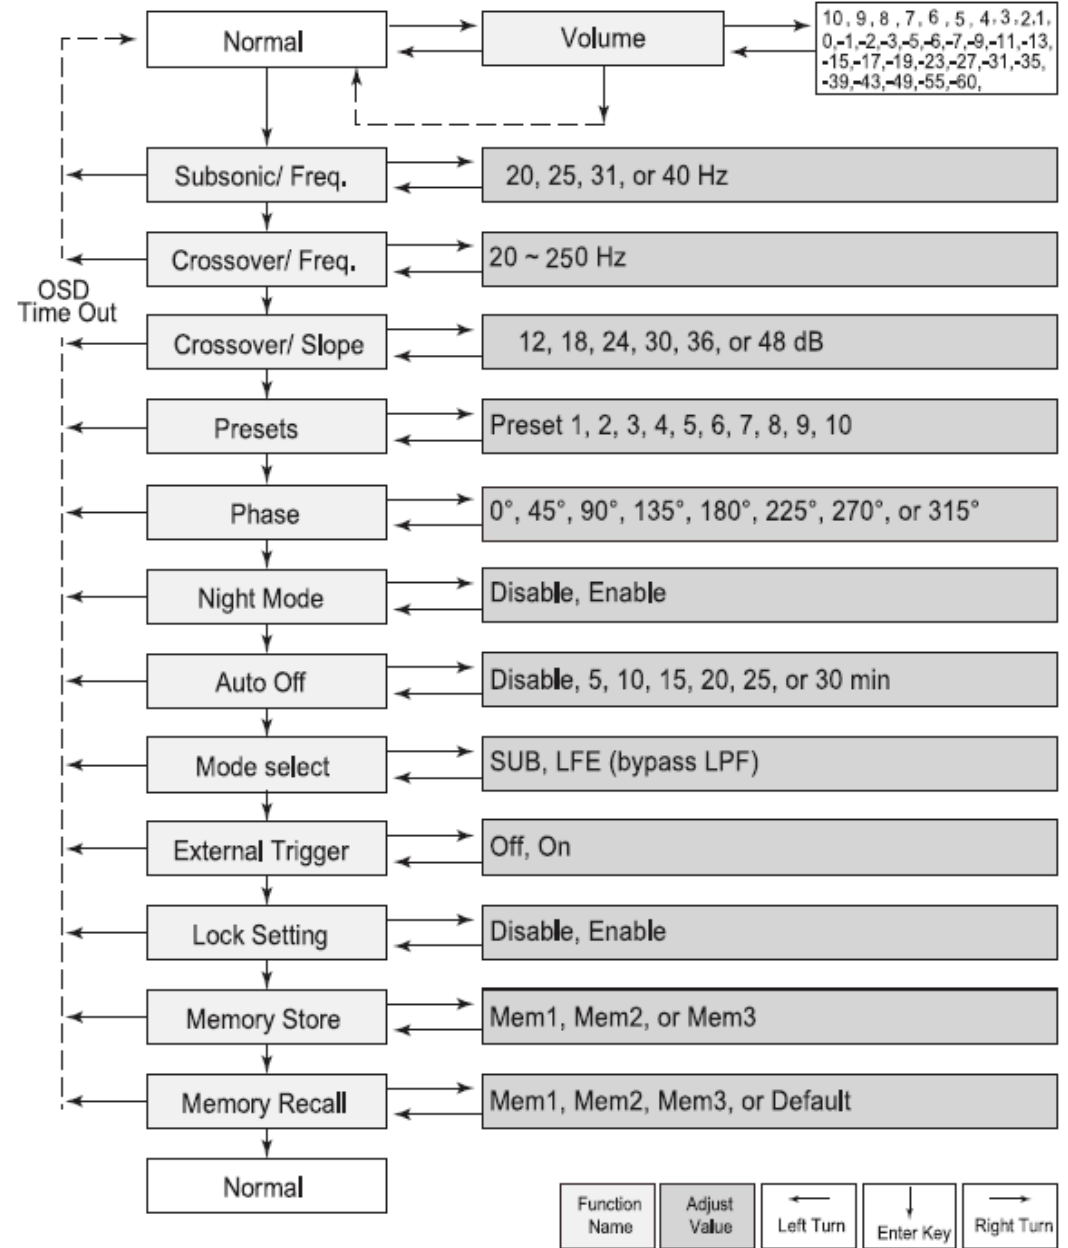 Normal
Volume
10, 9, 8, 7, 6, 5, 4, 3, 2,1,
0,-1,-2,-3,-5,-6,-7,-9,-11,-13,
-15,-17,-19,-23,-27,-31,-35,
-39,-43,-49,-55,-60,
Subsonic/ Freq.
20, 25, 31, or 40 Hz
Crossover/ Freq.
20 ~ 250 Hz
OSD
Time Out
Crossover/ Slope
12, 18, 24, 30, 36, or 48 dB
Presets
Preset 1, 2, 3, 4, 5, 6, 7, 8, 9, 10
Phase
0°, 45°, 90°, 135°, 180°, 225°, 270°, or 315°
Night Mode
Disable, Enable
Auto Off
Disable, 5, 10, 15, 20, 25, or 30 min
Mode select
SUB, LFE (bypass LPF)
External Trigger
Off, On
Lock Setting
Disable, Enable
Memory Store
Mem1, Mem2, or Mem3
Memory Recall
Mem1, Mem2, Mem3, or Default
Normal
Function
Name
Adjust
Value
Left Turn
Enter Key
Right Turn